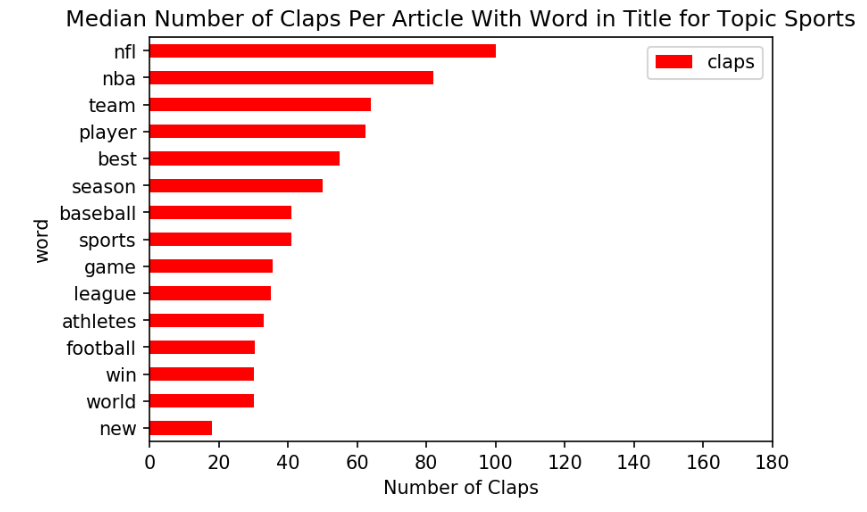 Median Number of Claps Per Article With Word in Title for Topic Sports
claps
word
nfl
nba
team
player
best
season
baseball
sports
game
league
athletes
football
win
world
new
0 20 40 60 80 100 120 140 160 180
Number of Claps